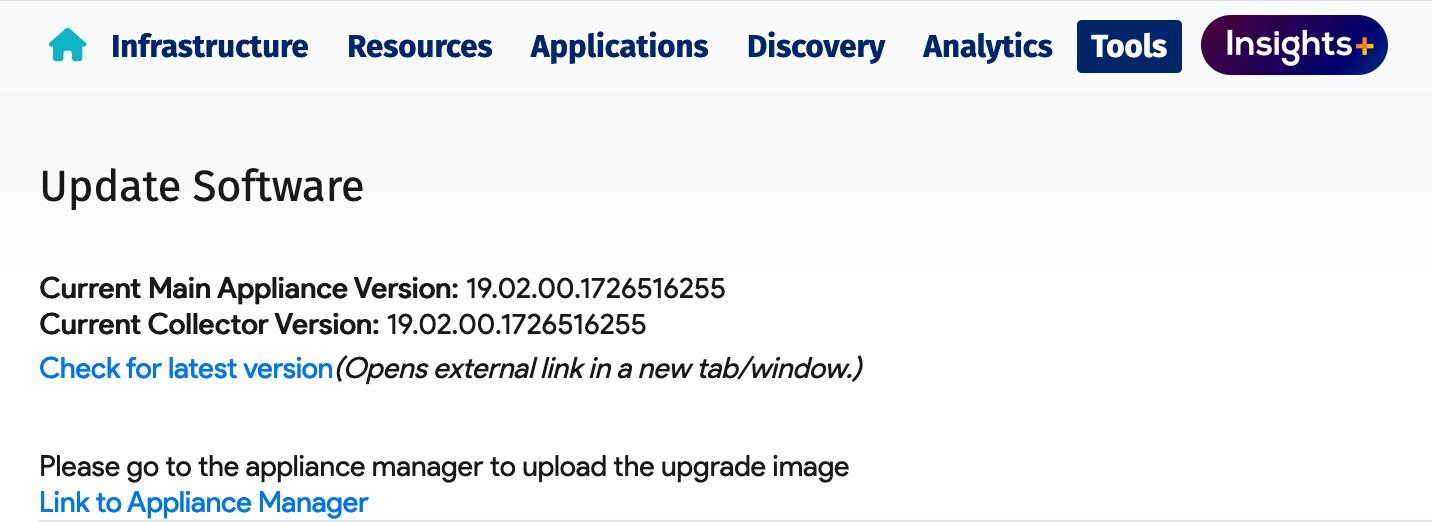 Infrastructure Resources Applications Discovery Analytics Tools Insights+
Update Software
Current Main Appliance Version: 19.02.00.1726516255
Current Collector Version: 19.02.00.1726516255
Check for latest version (Opens external link in a new tab/window.)
Please go to the appliance manager to upload the upgrade image
Link to Appliance Manager